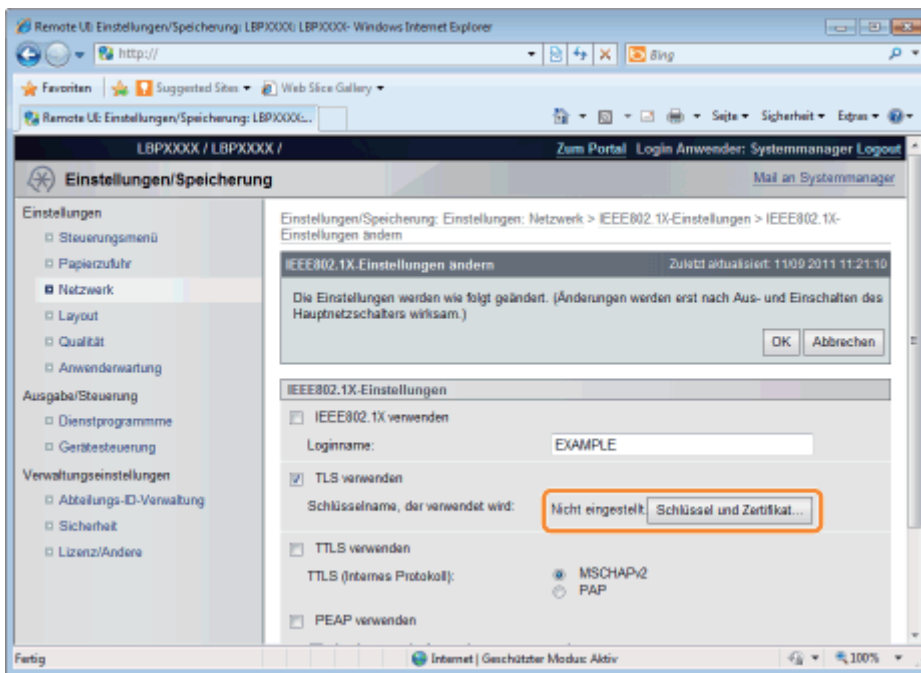 Remote UI: Einstellungen/Speicherung: LBPXXXX: LBPXXXX- Windows Internet Explorer
http://
Bing
Favoriten Suggested Sites Web Slice Gallery
Remote UI: Einstellungen/Speicherung: LBPXXXX:...
Seite Sicherheit Extras
LBPXXXX / LBPXXXX /
Zum Portal Login Anwender: Systemmanager Logout
Einstellungen/Speicherung
Mail an Systemmanager
Einstellungen
Steuerungsmenü
Papierzufuhr
Netzwerk
Layout
Qualität
Anwenderwartung
Ausgabe/Steuerung
Dienstprogrammme
Gerätesteuerung
Verwaltungseinstellungen
Abteilungs-ID-Verwaltung
Sicherheit
Lizenz/Andere
Einstellungen/Speicherung: Einstellungen: Netzwerk > IEEE802.1X-Einstellungen > IEEE802.1X-
Einstellungen ändern
IEEE802.1X-Einstellungen ändern
Zuletzt aktualisiert: 11/09 2011 11:21:10
Die Einstellungen werden wie folgt geändert. (Änderungen werden erst nach Aus- und Einschalten des
Hauptnetzschalters wirksam.)
OK Abbrechen
IEEE802.1X-Einstellungen
IEEE802.1X verwenden
Loginname: EXAMPLE
TLS verwenden
Schlüsselname, der verwendet wird: Nicht eingestellt Schlüssel und Zertifikat...
TTLS verwenden
TTLS (Internes Protokoll): MSCHAPv2
PAP
PEAP verwenden
Fertig
Internet | Geschützter Modus: Aktiv
100%